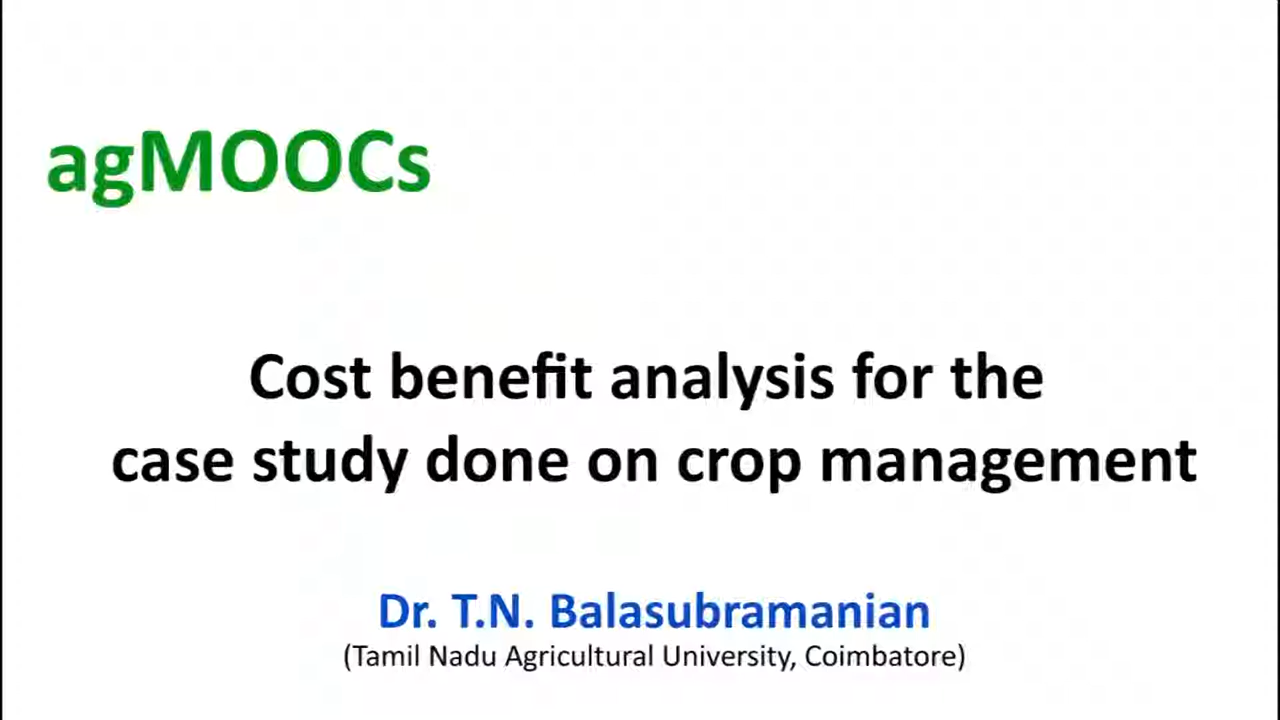 agMOOCs
Cost benefit analysis for the
case study done on crop management
Dr. T.N. Balasubramanian
(Tamil Nadu Agricultural University, Coimbatore)